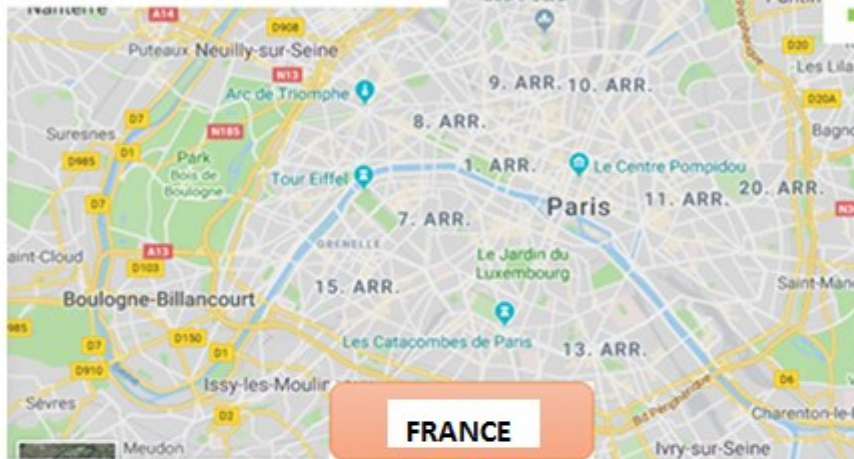 Nanterre
A14
D908
Puteaux Neuilly-sur-Seine
N13
D20
Les Lila
Arc de Triomphe
9. ARR. 10. ARR.
D20A
D7
8. ARR.
Suresnes
N185
Bagno
D985
D1
Park
Bois de
Boulogne
1. ARR.
Le Centre Pompidou
Tour Eiffel
11. ARR.
20. ARR.
D7
Paris
7. ARR.
GRENELLE
A13
aint-Cloud
D103
Le Jardin du
Luxembourg
15. ARR.
Saint-Mand
Boulogne-Billancourt
985
D7
D150
D1
Les Catacombes de Paris
13. ARR.
D910
Seine
Issy-les-Moulin
D6
Sèvres
D2
Bd Périphérique
Charenton-le-P
FRANCE
Meudon
Ivry-sur-Seine